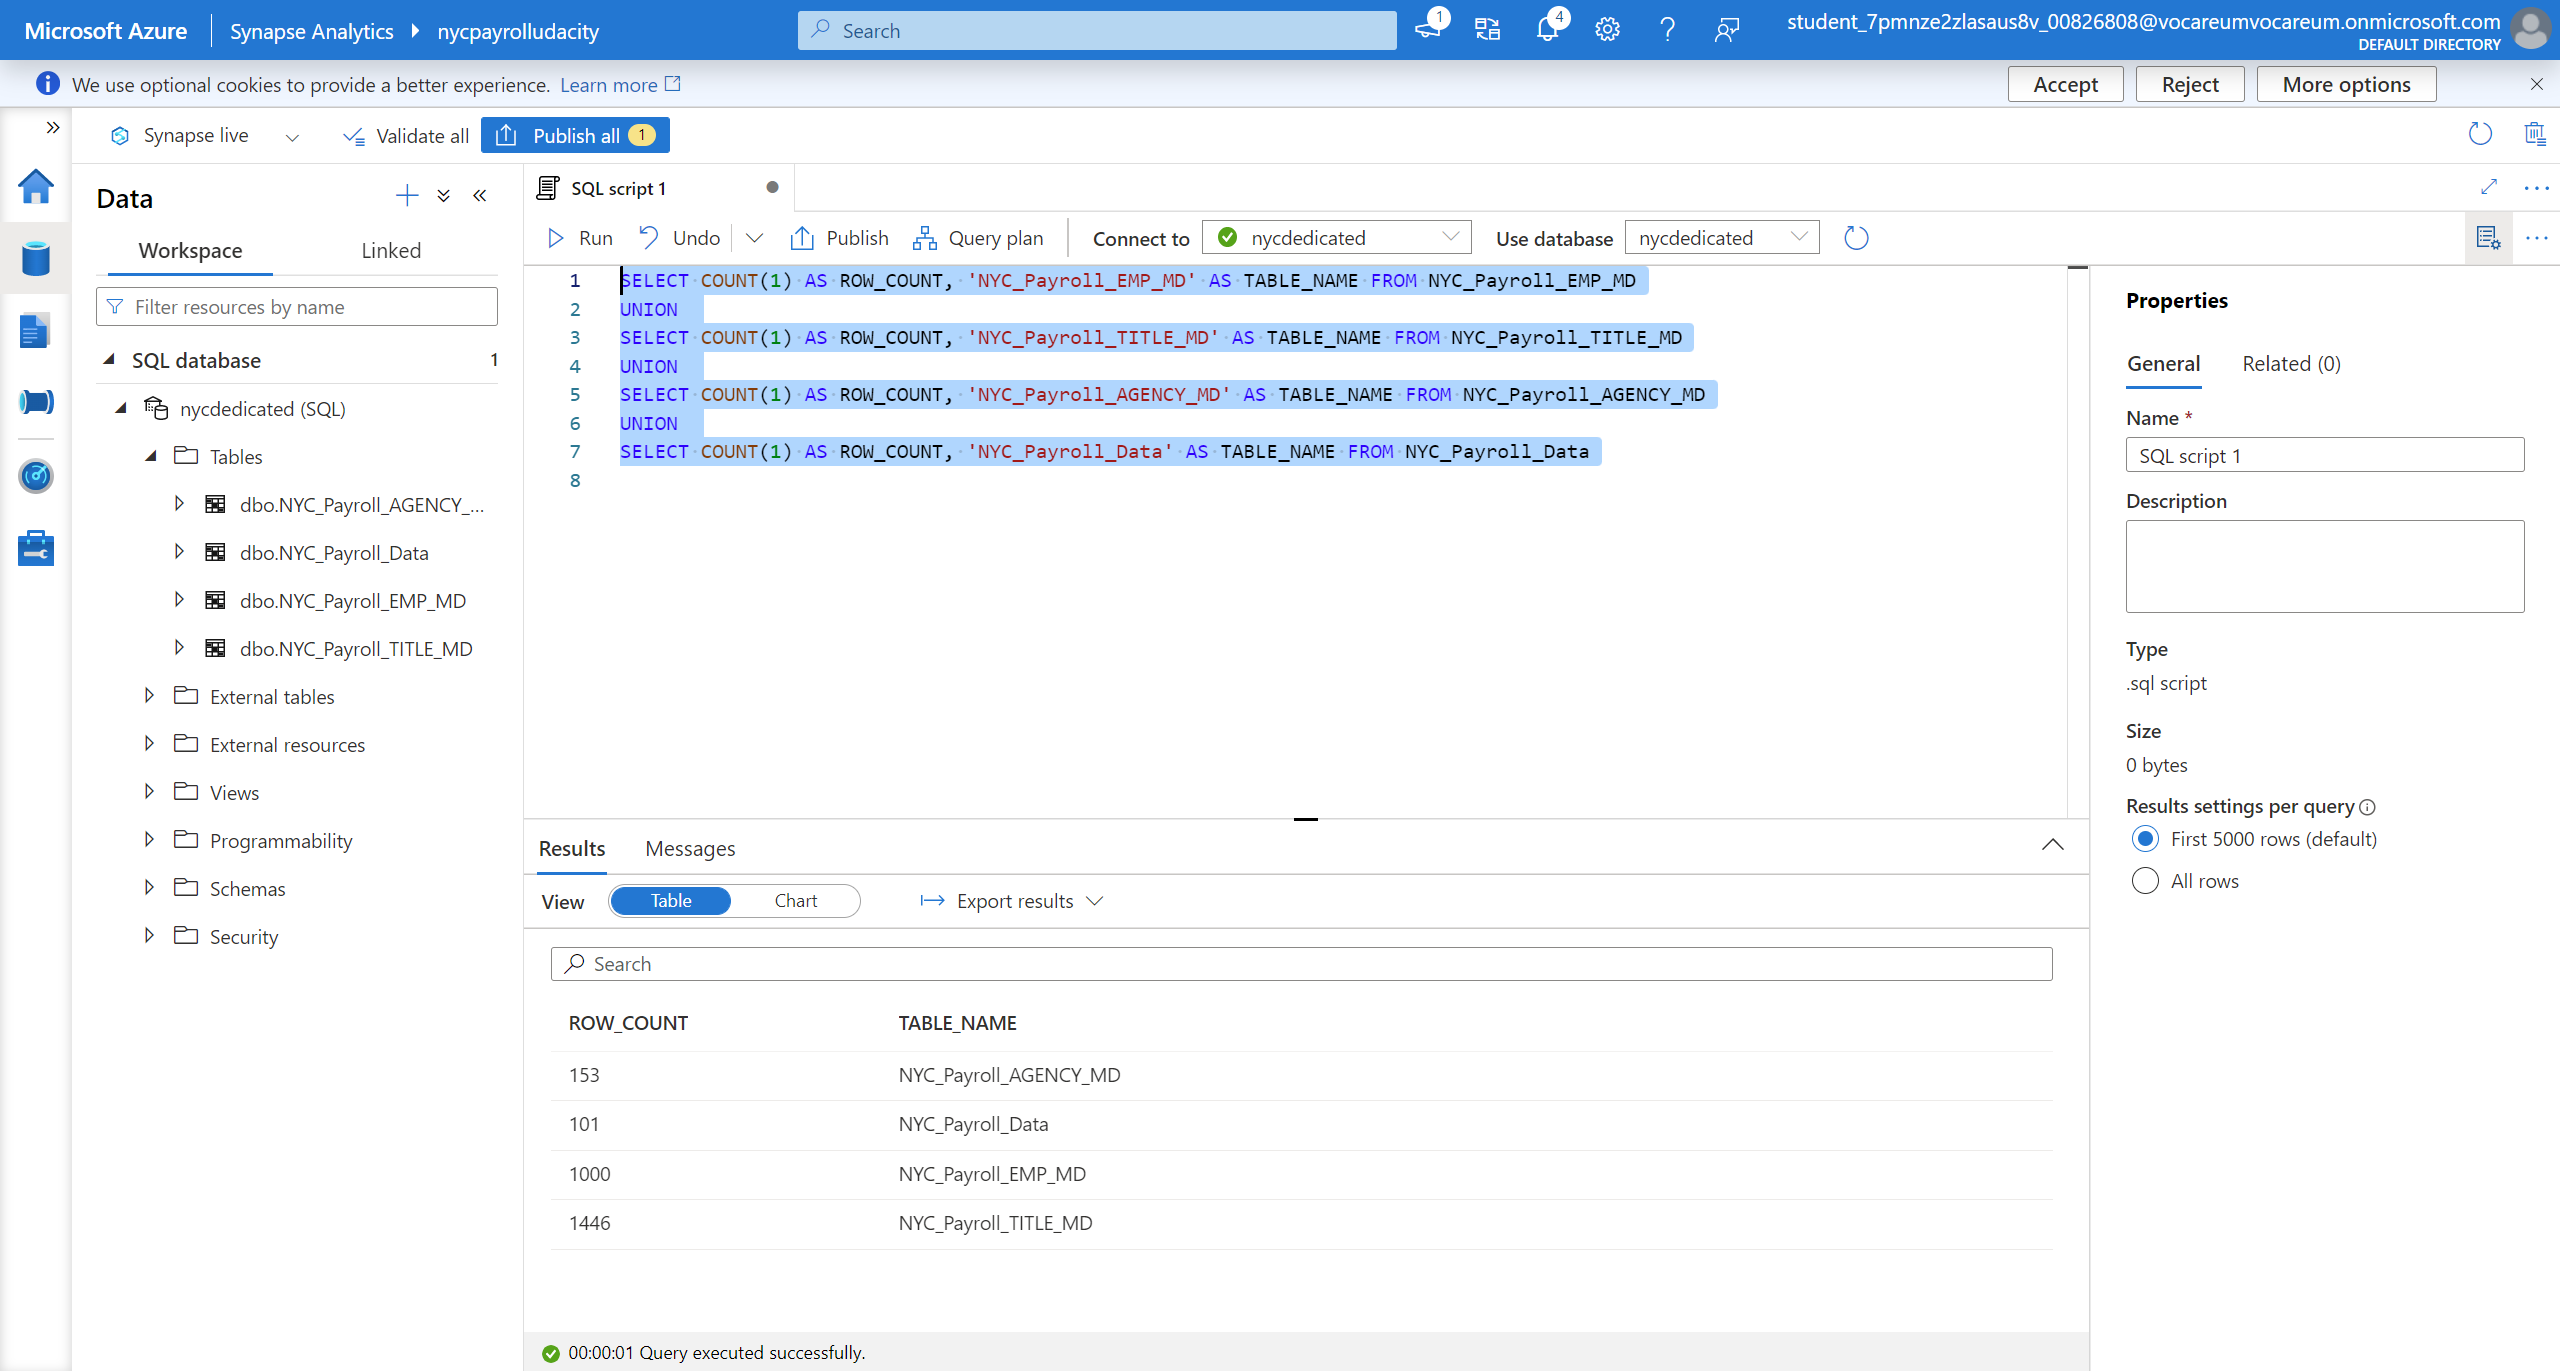 Microsoft Azure
Synapse Analytics
nycpayrolludacity
Search
1
4
student_7pmnze2zlasaus8v_00826808@vocareumvocareum.onmicrosoft.com
DEFAULT DIRECTORY
We use optional cookies to provide a better experience. Learn more
Accept
Reject
More options
Synapse live
Validate all
Publish all 1
Data
Workspace
Linked
Filter resources by name
SQL database 1
nycdedicated (SQL)
Tables
dbo.NYC_Payroll_AGENCY_...
dbo.NYC_Payroll_Data
dbo.NYC_Payroll_EMP_MD
dbo.NYC_Payroll_TITLE_MD
External tables
External resources
Views
Programmability
Schemas
Security
SQL script 1
Run
Undo
Publish
Query plan
Connect to
nycdedicated
Use database
nycdedicated
1 SELECT COUNT(1) AS ROW_COUNT, 'NYC_Payroll_EMP_MD' AS TABLE_NAME FROM NYC_Payroll_EMP_MD
2 UNION
3 SELECT COUNT(1) AS ROW_COUNT, 'NYC_Payroll_TITLE_MD' AS TABLE_NAME FROM NYC_Payroll_TITLE_MD
4 UNION
5 SELECT COUNT(1) AS ROW_COUNT, 'NYC_Payroll_AGENCY_MD' AS TABLE_NAME FROM NYC_Payroll_AGENCY_MD
6 UNION
7 SELECT COUNT(1) AS ROW_COUNT, 'NYC_Payroll_Data' AS TABLE_NAME FROM NYC_Payroll_Data
8
Results
Messages
View
Table
Chart
Export results
Search
ROW_COUNT TABLE_NAME
153 NYC_Payroll_AGENCY_MD
101 NYC_Payroll_Data
1000 NYC_Payroll_EMP_MD
1446 NYC_Payroll_TITLE_MD
00:00:01 Query executed successfully.
Properties
General
Related (0)
Name *
SQL script 1
Description
Type
.sql script
Size
0 bytes
Results settings per query
First 5000 rows (default)
All rows